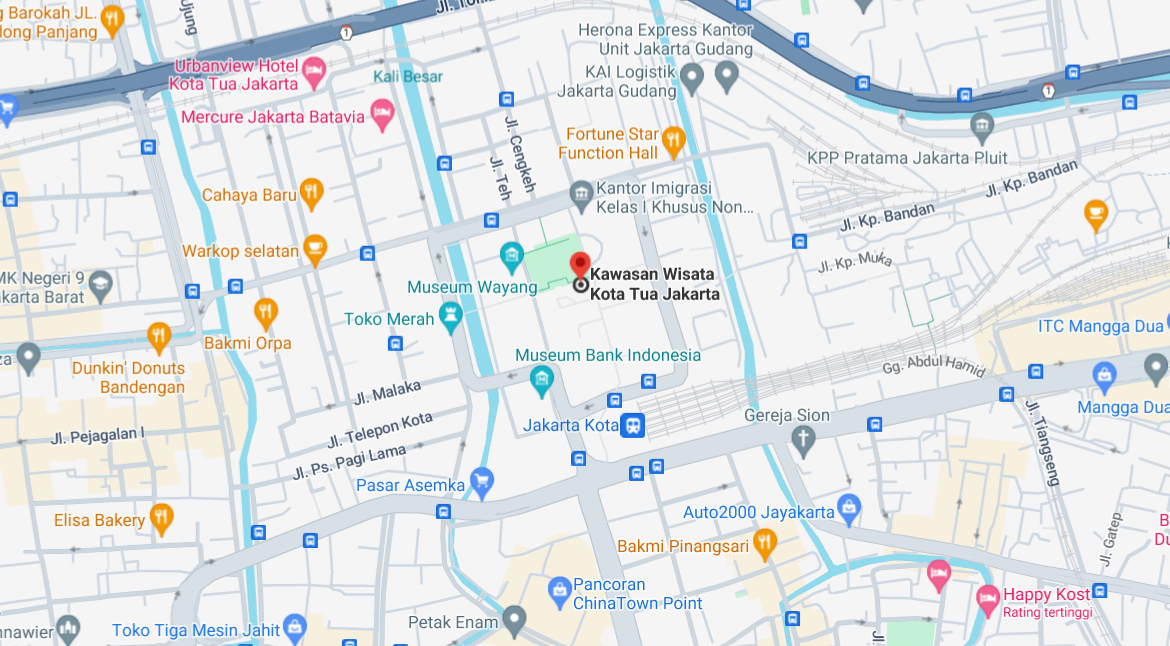 Barokah JL.
Panjang
Urbanview Hotel
Kota Tua Jakarta
Mercure Jakarta Batavia
Kali Besar
1
Herona Express Kantor
Unit Jakarta Gudang
KAI Logistik
Jakarta Gudang
1
Fortune Star
Function Hall
KPP Pratama Jakarta Pluit
Jl. Cengkeh
Jl. Teh
Cahaya Baru
Kantor Imigrasi
Kelas I Khusus Non...
Jl. Kp. Bandan
Jl. Kp. Bandan
Jl. Kp. Muka
Warkop selatan
Museum Wayang
Kawasan Wisata
Kota Tua Jakarta
MK Negeri 9
akarta Barat
Toko Merah
Bakmi Orpa
ITC Mangga Dua
Dunkin' Donuts
Bandengan
Museum Bank Indonesia
Gg. Abdul Hamid
Jl. Malaka
Jakarta Kota
Gereja Sion
Mangga Dua
Jl. Pejagalan I
Jl. Telepon Kota
Jl. Ps. Pagi Lama
Jl. Tiangseng
Pasar Asemka
Elisa Bakery
Auto2000 Jayakarta
Bakmi Pinangsari
Jl. Gatep
Pancoran
ChinaTown Point
Happy Kost
Rating tertinggi
Petak Enam
Toko Tiga Mesin Jahit
nnawier